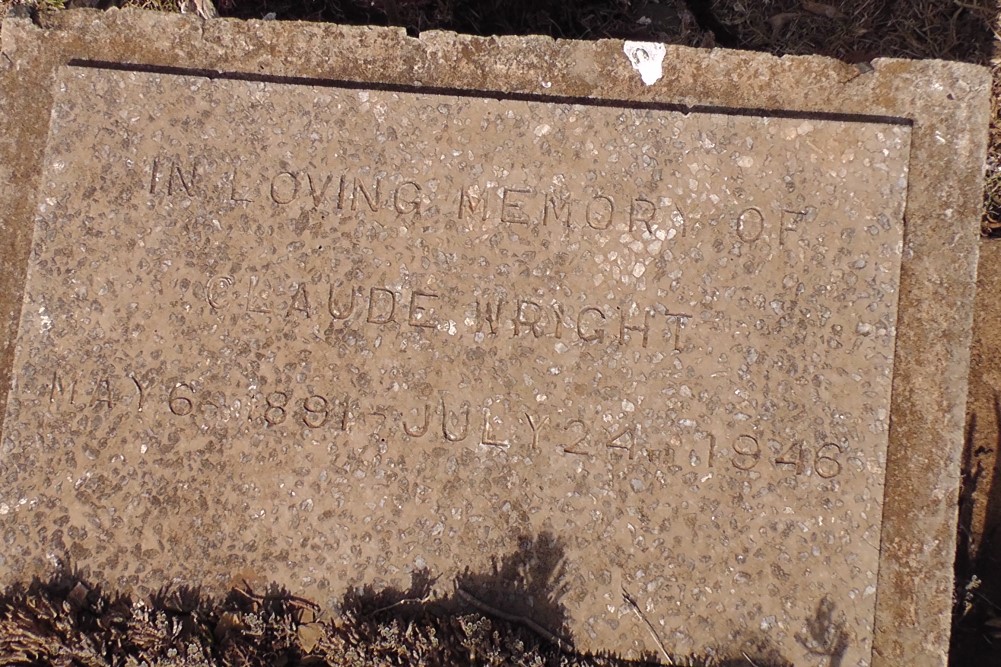 IN LOVING MEMORY OF
CLAUDE WRIGHT
MAY 6 1891 - JULY 24 1946